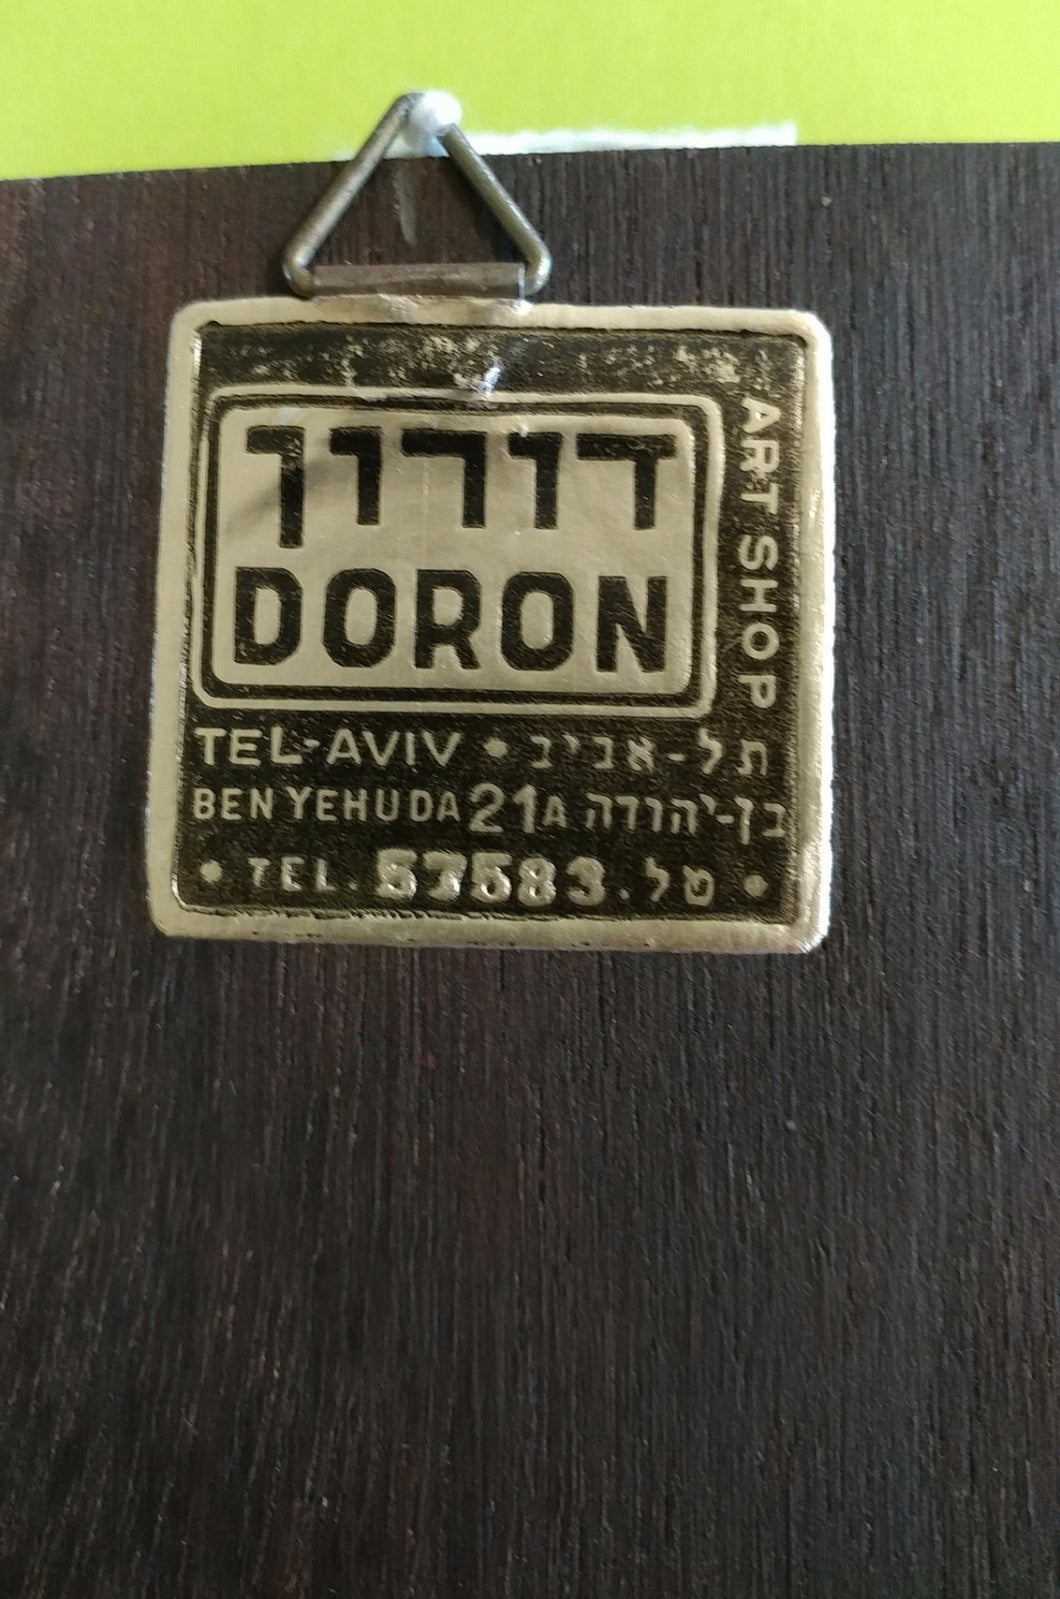 דורון
DORON
ART SHOP
TEL-AVIV • תל-אביב
BEN YEHUDA 21A בן-יהודה
• TEL. 57583 טל. •